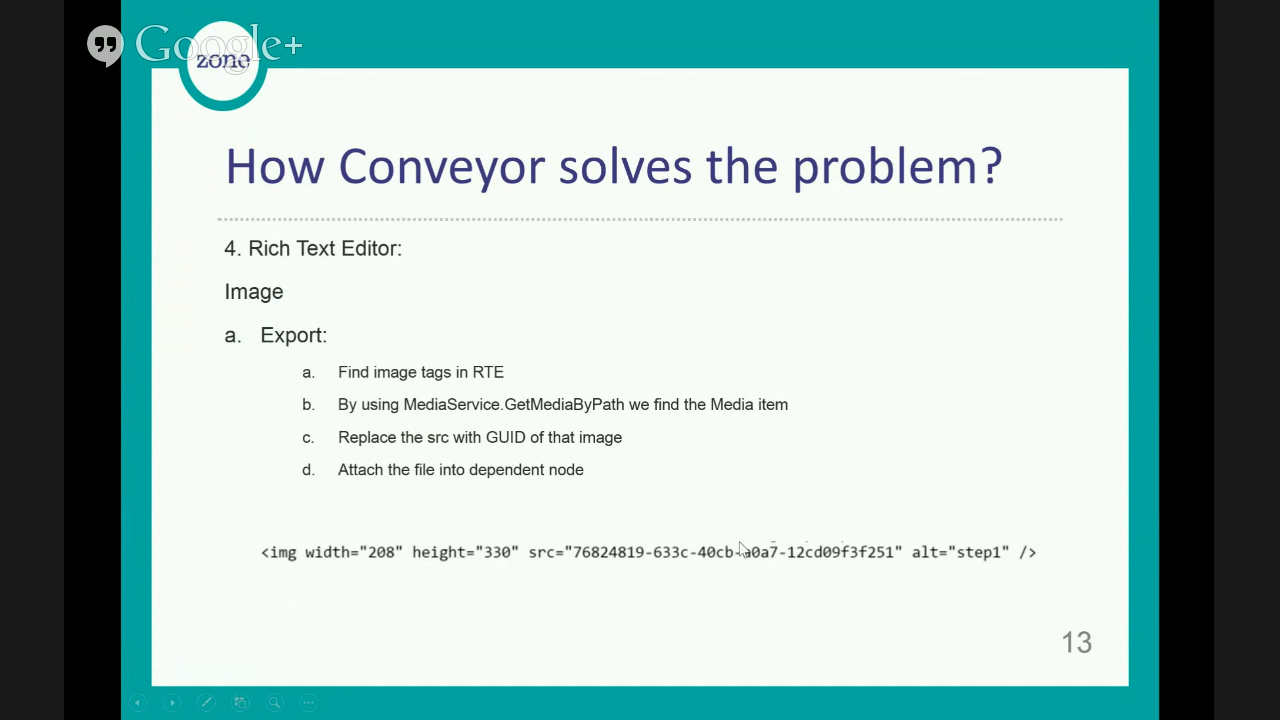 Google+
zone
How Conveyor solves the problem?
4. Rich Text Editor:
Image
a. Export:
a. Find image tags in RTE
b. By using MediaService.GetMediaByPath we find the Media item
c. Replace the src with GUID of that image
d. Attach the file into dependent node
<img width="208" height="330" src="76824819-633c-40cb-a0a7-12cd09f3f251" alt="step1" />
13